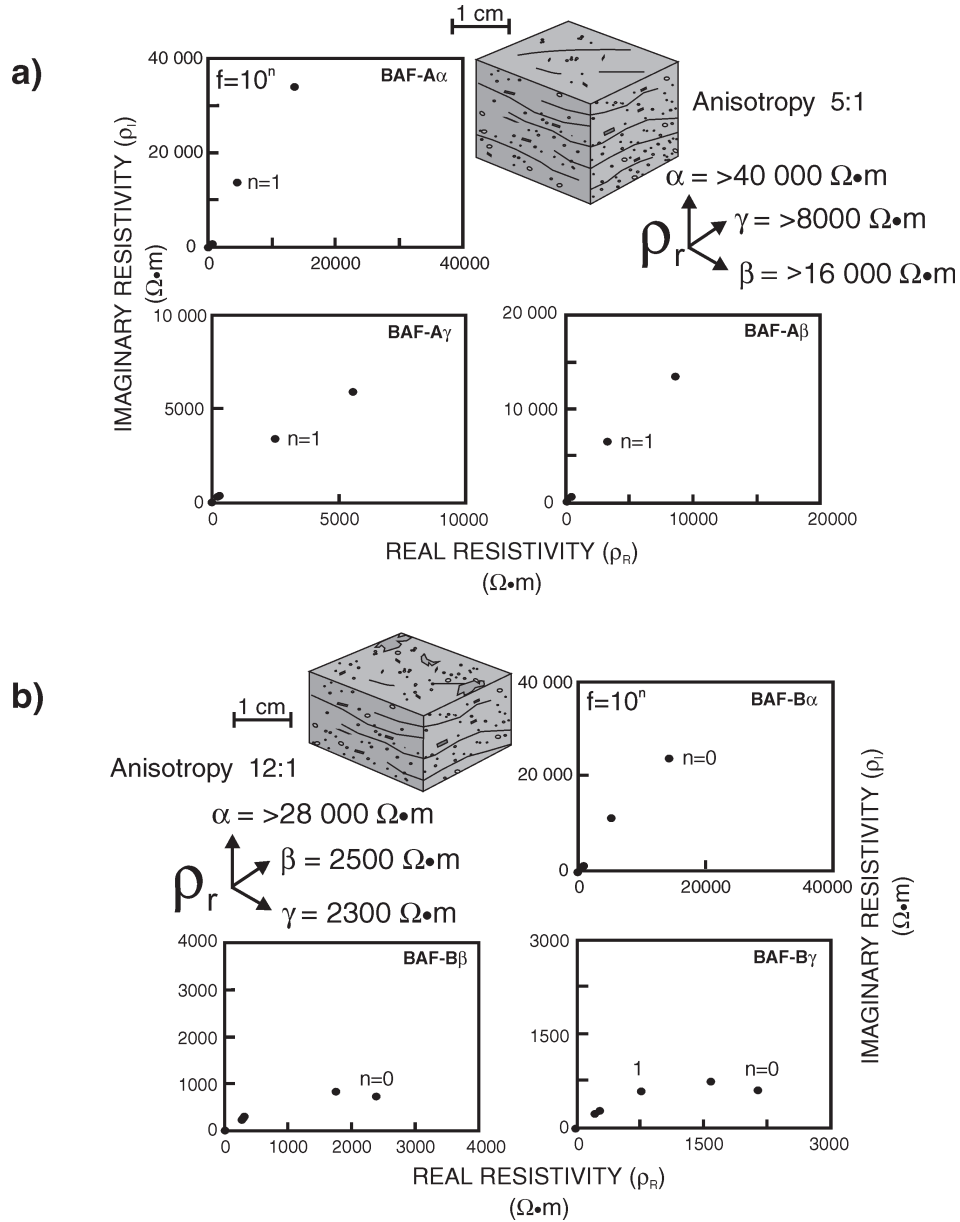 1 cm
a)
40 000
f=10ⁿ
BAF-Aα
Anisotropy 5:1
20 000
n=1
α = >40 000 Ω•m
γ = >8000 Ω•m
ρr
β = >16 000 Ω•m
0
0
20000
40000
IMAGINARY RESISTIVITY (ρI)
(Ω•m)
10 000
BAF-Aγ
5000
n=1
0
0
5000
10000
20 000
BAF-Aβ
10 000
n=1
0
0
10000
20000
REAL RESISTIVITY (ρR)
(Ω•m)
b)
1 cm
Anisotropy 12:1
α = >28 000 Ω•m
β = 2500 Ω•m
ρr
γ = 2300 Ω•m
40 000
f=10ⁿ
BAF-Bα
n=0
20 000
0
0
20000
40000
IMAGINARY RESISTIVITY (ρI)
(Ω•m)
4000
BAF-Bβ
3000
2000
1000
n=0
0
0
1000
2000
3000
4000
3000
BAF-Bγ
1500
1
n=0
0
0
1500
3000
REAL RESISTIVITY (ρR)
(Ω•m)